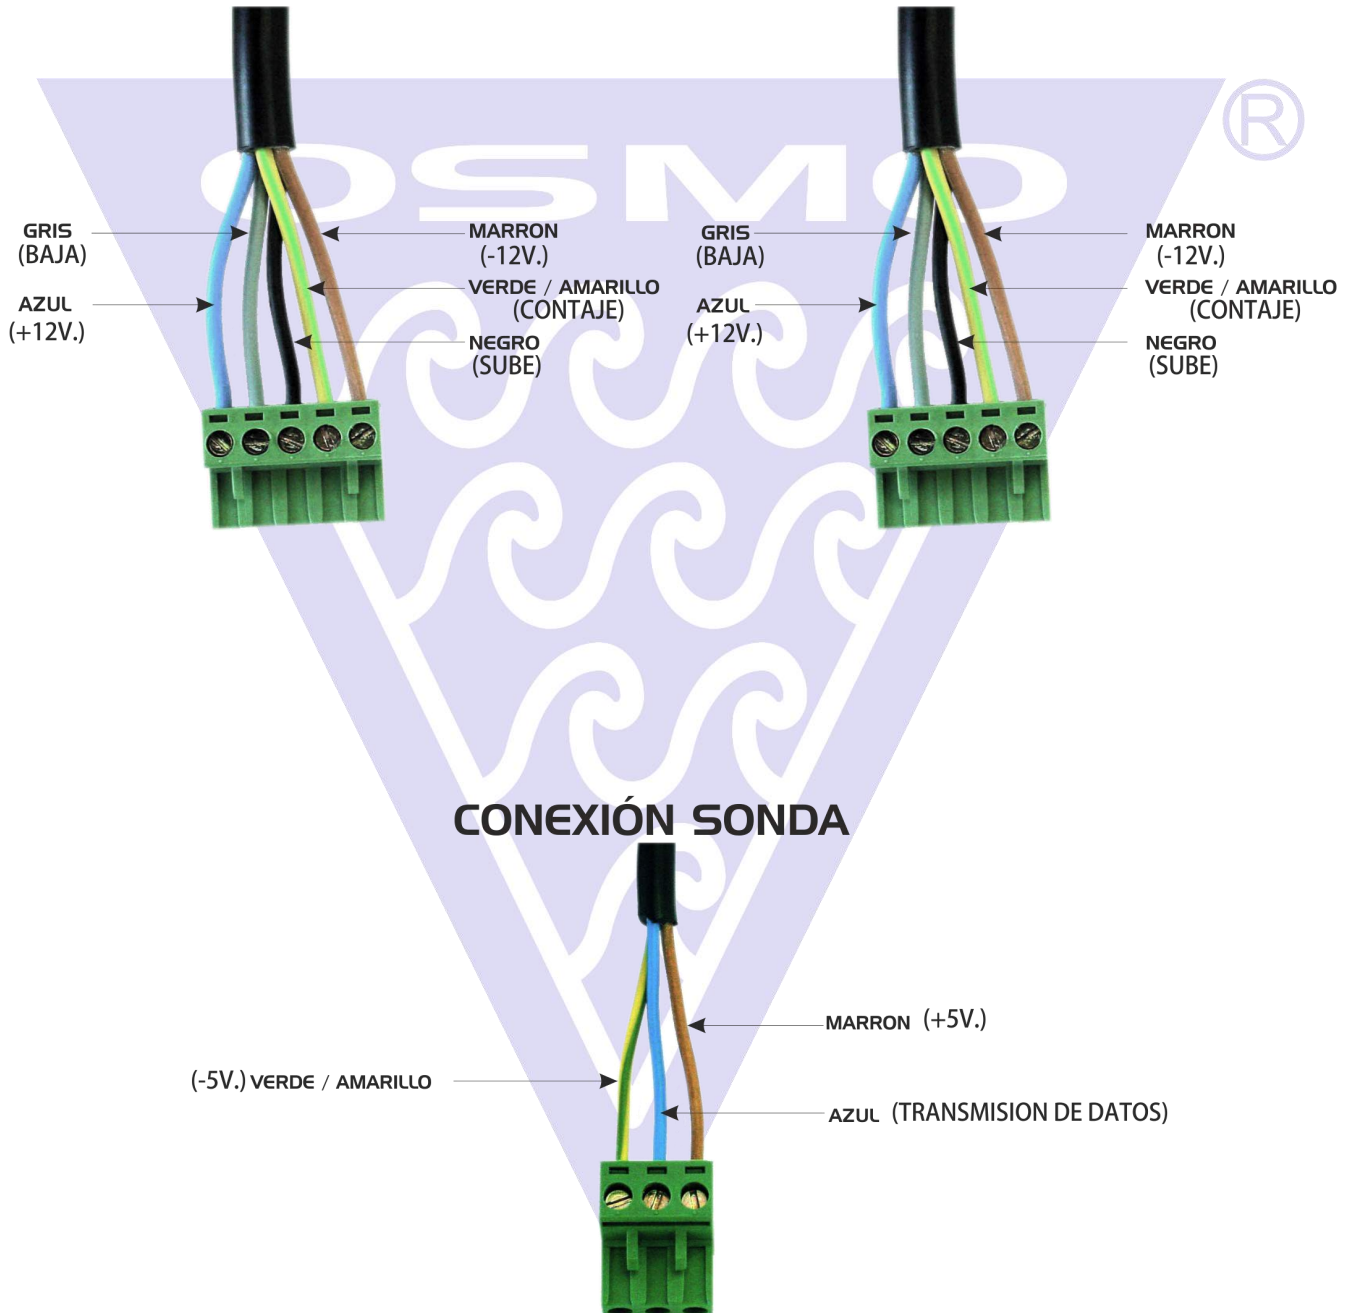 OSMO
®
GRIS
(BAJA)
AZUL
(+12V.)
MARRON
(-12V.)
VERDE / AMARILLO
(CONTAJE)
NEGRO
(SUBE)
GRIS
(BAJA)
AZUL
(+12V.)
MARRON
(-12V.)
VERDE / AMARILLO
(CONTAJE)
NEGRO
(SUBE)
CONEXIÓN SONDA
MARRON (+5V.)
(-5V.) VERDE / AMARILLO
AZUL (TRANSMISION DE DATOS)